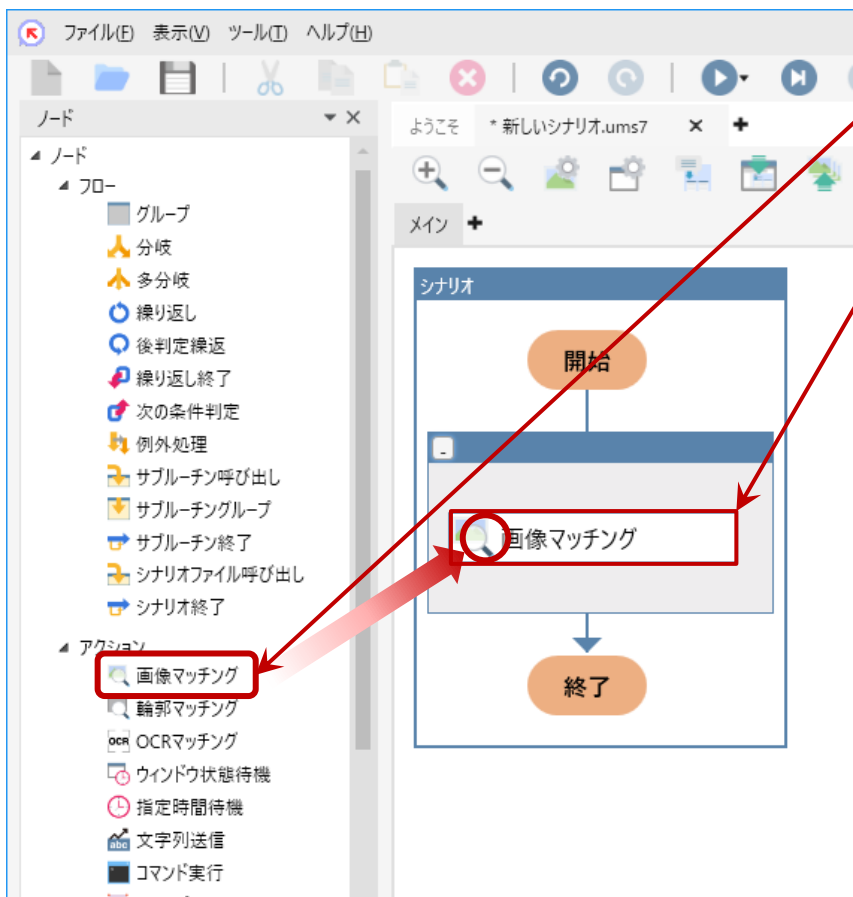 ファイル(F) 表示(V) ツール(T) ヘルプ(H)
ノード
ようこそ * 新しいシナリオ.ums7
ノード
フロー
グループ
分岐
多分岐
繰り返し
後判定繰返
繰り返し終了
次の条件判定
例外処理
サブルーチン呼び出し
サブルーチングループ
サブルーチン終了
シナリオファイル呼び出し
シナリオ終了
アクション
画像マッチング
輪郭マッチング
OCR OCRマッチング
ウィンドウ状態待機
指定時間待機
abc 文字列送信
コマンド実行
メイン
シナリオ
開始
画像マッチング
終了